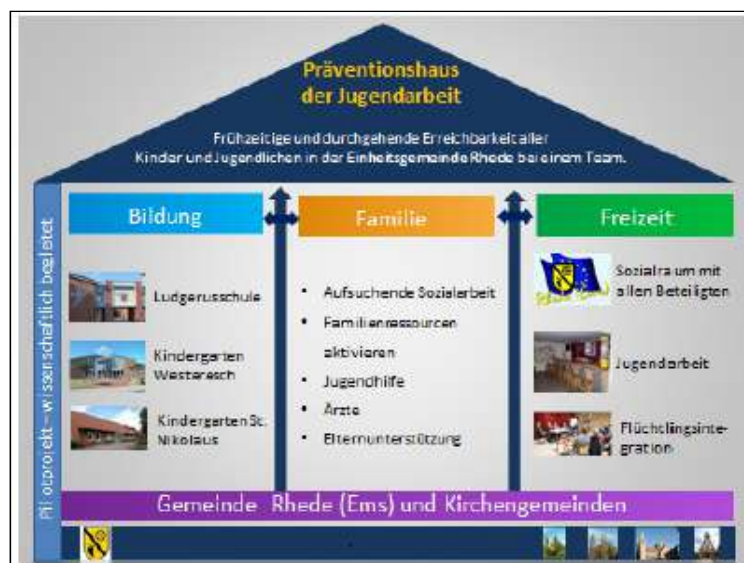 Präventionshaus
der Jugendarbeit
Frühzeitige und durchgehende Erreichbarkeit aller
Kinder und Jugendlichen in der Einheitsgemeinde Rhede bei einem Team.
Pilotprojekt – wissenschaftlich begleitet
Bildung
Ludgerusschule
Kindergarten
Westeresch
Kindergarten St.
Nikolaus
Familie
• Aufsuchende Sozialarbeit
• Familienressourcen
aktivieren
• Jugendhilfe
• Ärzte
• Elternunterstützung
Freizeit
Rhede (Ems)
Sozialraum mit
allen Beteiligten
Jugendarbeit
Flüchtlingsinte-
gration
Gemeinde Rhede (Ems) und Kirchengemeinden